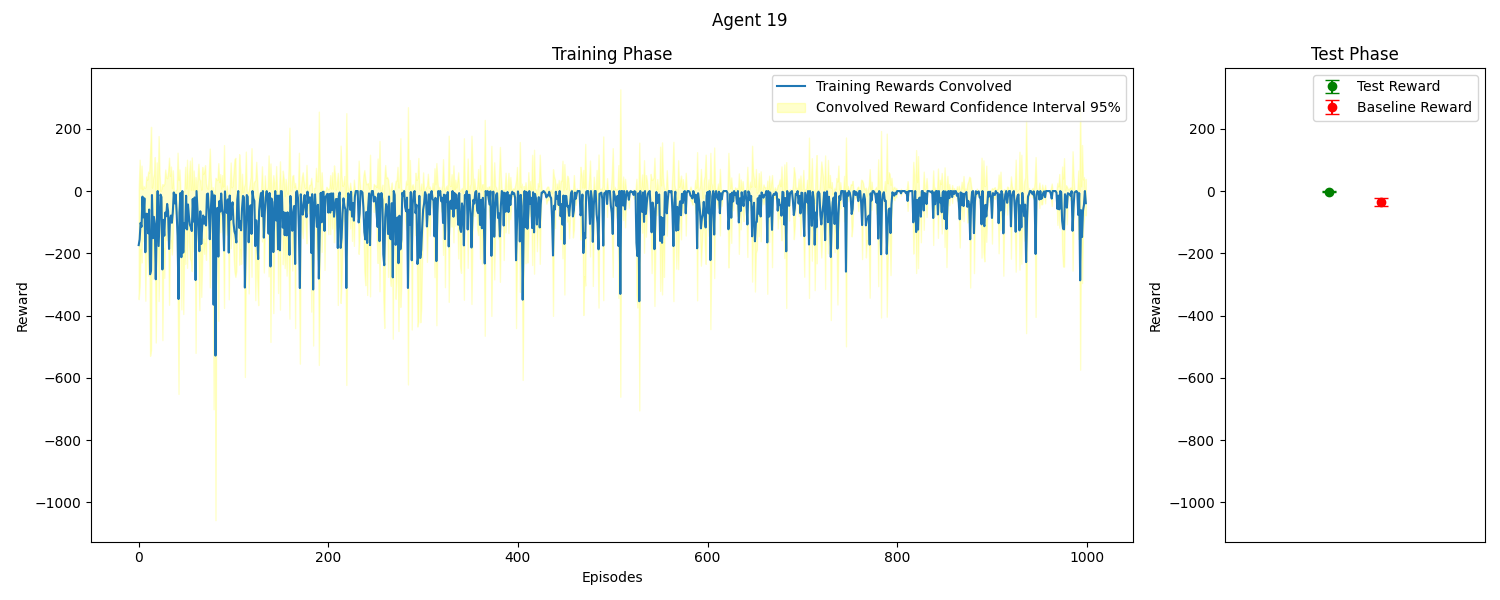 Agent 19
Training Phase
Training Rewards Convolved
Convolved Reward Confidence Interval 95%
200
0
−200
−400
−600
−800
−1000
Reward
0
200
400
600
800
1000
Episodes
Test Phase
Test Reward
Baseline Reward
200
0
−200
−400
−600
−800
−1000
Reward